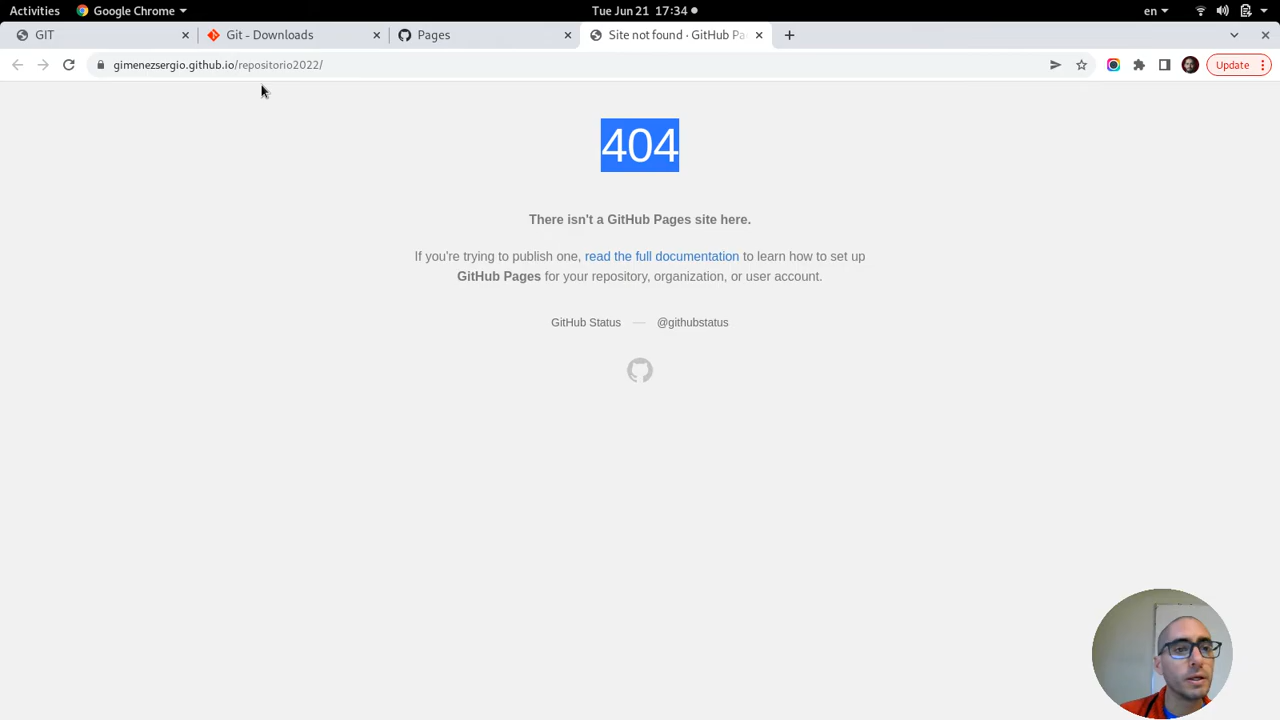 Activities
Google Chrome
Tue Jun 21 17:34
en
GIT
Git - Downloads
Pages
Site not found · GitHub Pa
gimenezsergio.github.io/repositorio2022/
Update
404
There isn't a GitHub Pages site here.
If you're trying to publish one, read the full documentation to learn how to set up
GitHub Pages for your repository, organization, or user account.
GitHub Status — @githubstatus